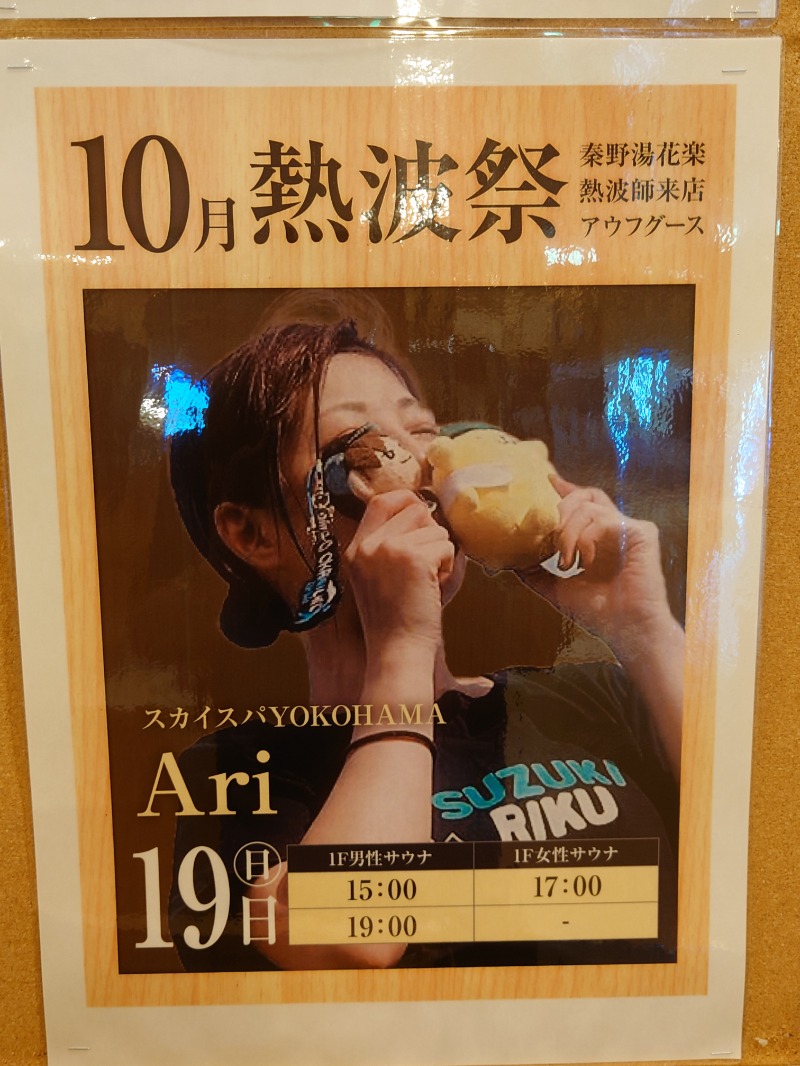 10月熱波祭
秦野湯花楽
熱波師来店
アウフグース
スカイスパYOKOHAMA
Ari
SUZUKI
RIKU
19日㊐
1F男性サウナ 1F女性サウナ
15:00 17:00
19:00 -